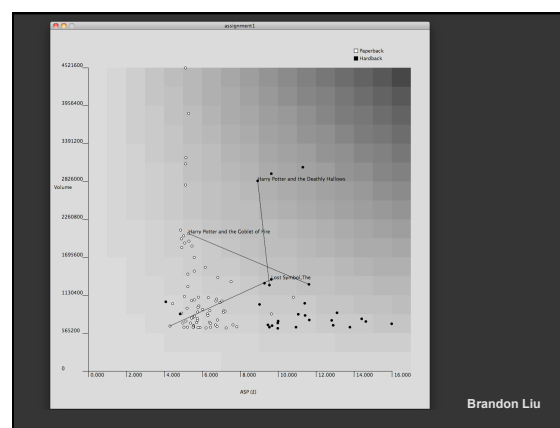 assignment1
Paperback
Hardback
4521600
3956400
3391200
2826000
Harry Potter and the Deathly Hallows
Volume
2260800
Harry Potter and the Goblet of Fire
1695600
Lost Symbol,The
1130400
565200
0
0.000 2.000 4.000 6.000 8.000 10.000 12.000 14.000 16.000
ASP (£)
Brandon Liu